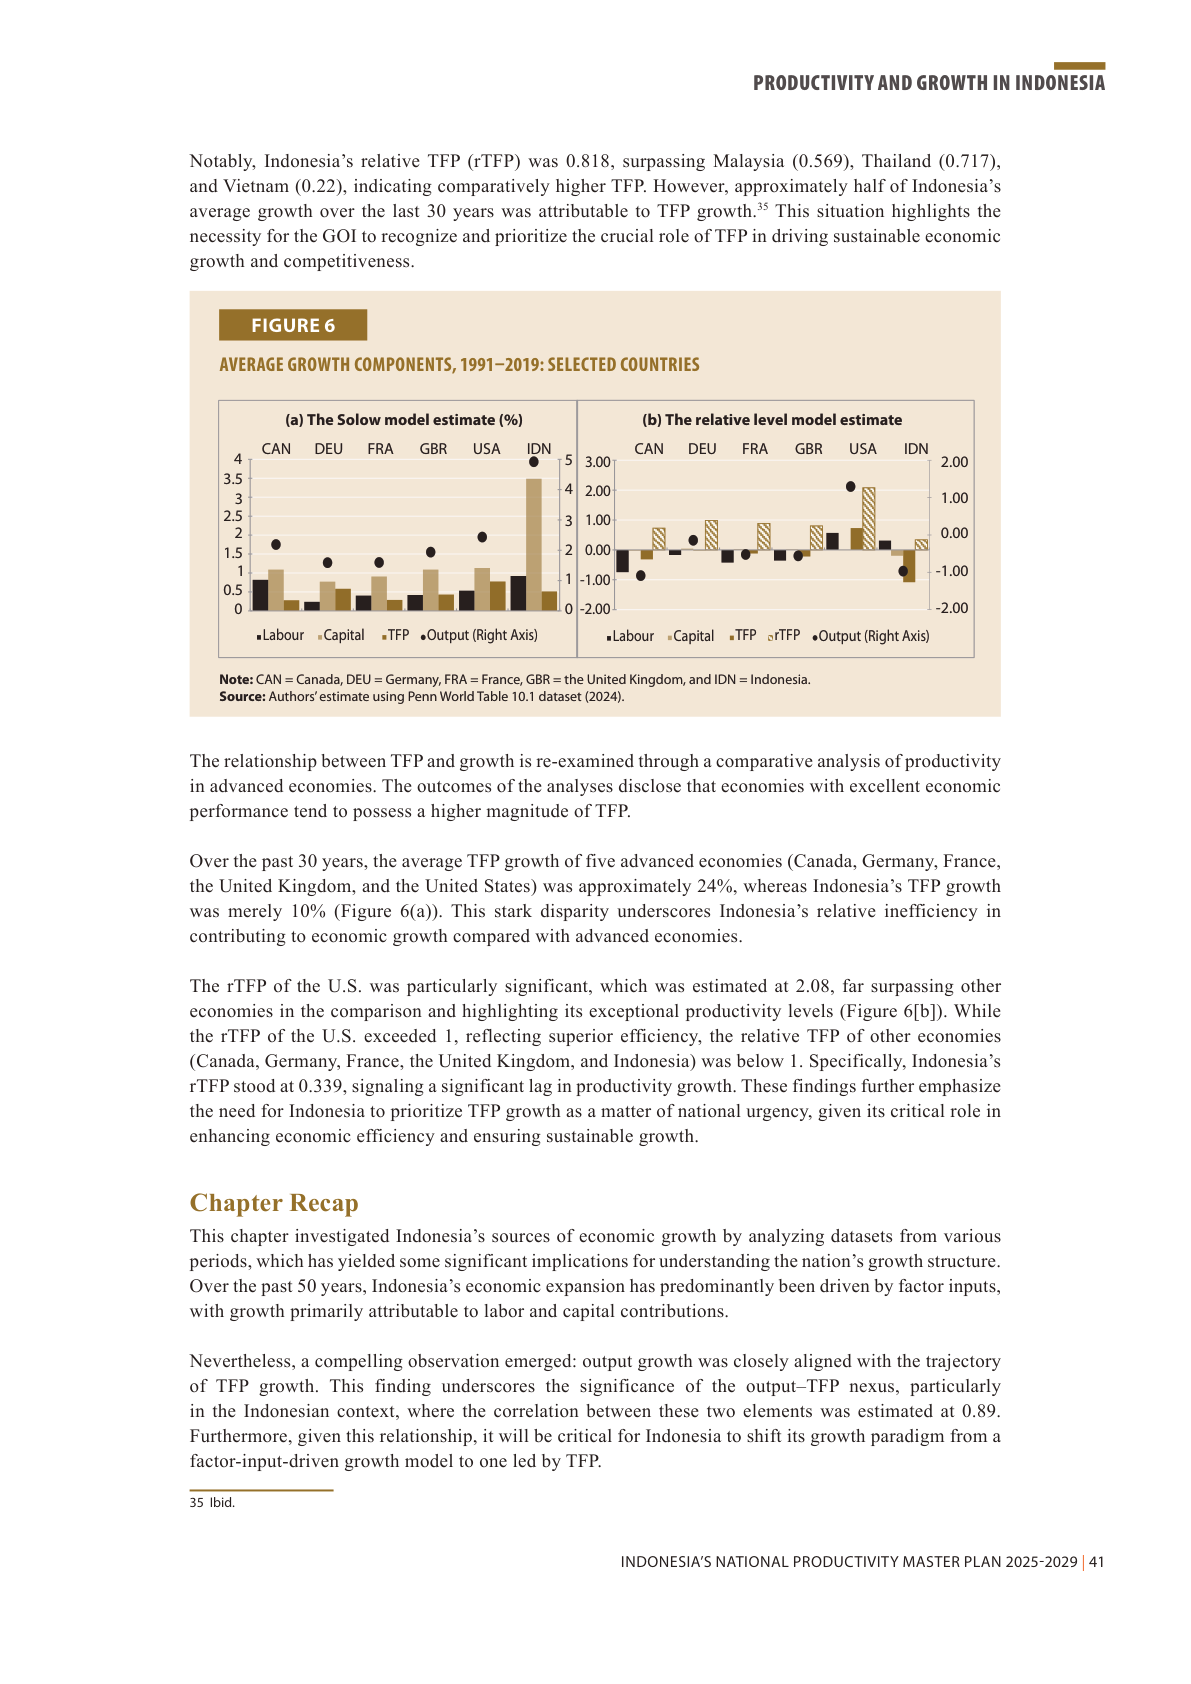 PRODUCTIVITY AND GROWTH IN INDONESIA
Notably, Indonesia’s relative TFP (rTFP) was 0.818, surpassing Malaysia (0.569), Thailand (0.717),
and Vietnam (0.22), indicating comparatively higher TFP. However, approximately half of Indonesia’s
average growth over the last 30 years was attributable to TFP growth.35 This situation highlights the
necessity for the GOI to recognize and prioritize the crucial role of TFP in driving sustainable economic
growth and competitiveness.
FIGURE 6
AVERAGE GROWTH COMPONENTS, 1991–2019: SELECTED COUNTRIES
(a) The Solow model estimate (%)
CAN DEU FRA GBR USA IDN
4
3.5
3
2.5
2
1.5
1
0.5
0
5
4
3
2
1
0
Labour Capital TFP Output (Right Axis)
(b) The relative level model estimate
CAN DEU FRA GBR USA IDN
3.00
2.00
1.00
0.00
-1.00
-2.00
2.00
1.00
0.00
-1.00
-2.00
Labour Capital TFP rTFP Output (Right Axis)
Note: CAN = Canada, DEU = Germany, FRA = France, GBR = the United Kingdom, and IDN = Indonesia.
Source: Authors’ estimate using Penn World Table 10.1 dataset (2024).
The relationship between TFP and growth is re-examined through a comparative analysis of productivity
in advanced economies. The outcomes of the analyses disclose that economies with excellent economic
performance tend to possess a higher magnitude of TFP.
Over the past 30 years, the average TFP growth of five advanced economies (Canada, Germany, France,
the United Kingdom, and the United States) was approximately 24%, whereas Indonesia’s TFP growth
was merely 10% (Figure 6(a)). This stark disparity underscores Indonesia’s relative inefficiency in
contributing to economic growth compared with advanced economies.
The rTFP of the U.S. was particularly significant, which was estimated at 2.08, far surpassing other
economies in the comparison and highlighting its exceptional productivity levels (Figure 6[b]). While
the rTFP of the U.S. exceeded 1, reflecting superior efficiency, the relative TFP of other economies
(Canada, Germany, France, the United Kingdom, and Indonesia) was below 1. Specifically, Indonesia’s
rTFP stood at 0.339, signaling a significant lag in productivity growth. These findings further emphasize
the need for Indonesia to prioritize TFP growth as a matter of national urgency, given its critical role in
enhancing economic efficiency and ensuring sustainable growth.
Chapter Recap
This chapter investigated Indonesia’s sources of economic growth by analyzing datasets from various
periods, which has yielded some significant implications for understanding the nation’s growth structure.
Over the past 50 years, Indonesia’s economic expansion has predominantly been driven by factor inputs,
with growth primarily attributable to labor and capital contributions.
Nevertheless, a compelling observation emerged: output growth was closely aligned with the trajectory
of TFP growth. This finding underscores the significance of the output–TFP nexus, particularly
in the Indonesian context, where the correlation between these two elements was estimated at 0.89.
Furthermore, given this relationship, it will be critical for Indonesia to shift its growth paradigm from a
factor-input-driven growth model to one led by TFP.
35 Ibid.
INDONESIA’S NATIONAL PRODUCTIVITY MASTER PLAN 2025-2029 | 41